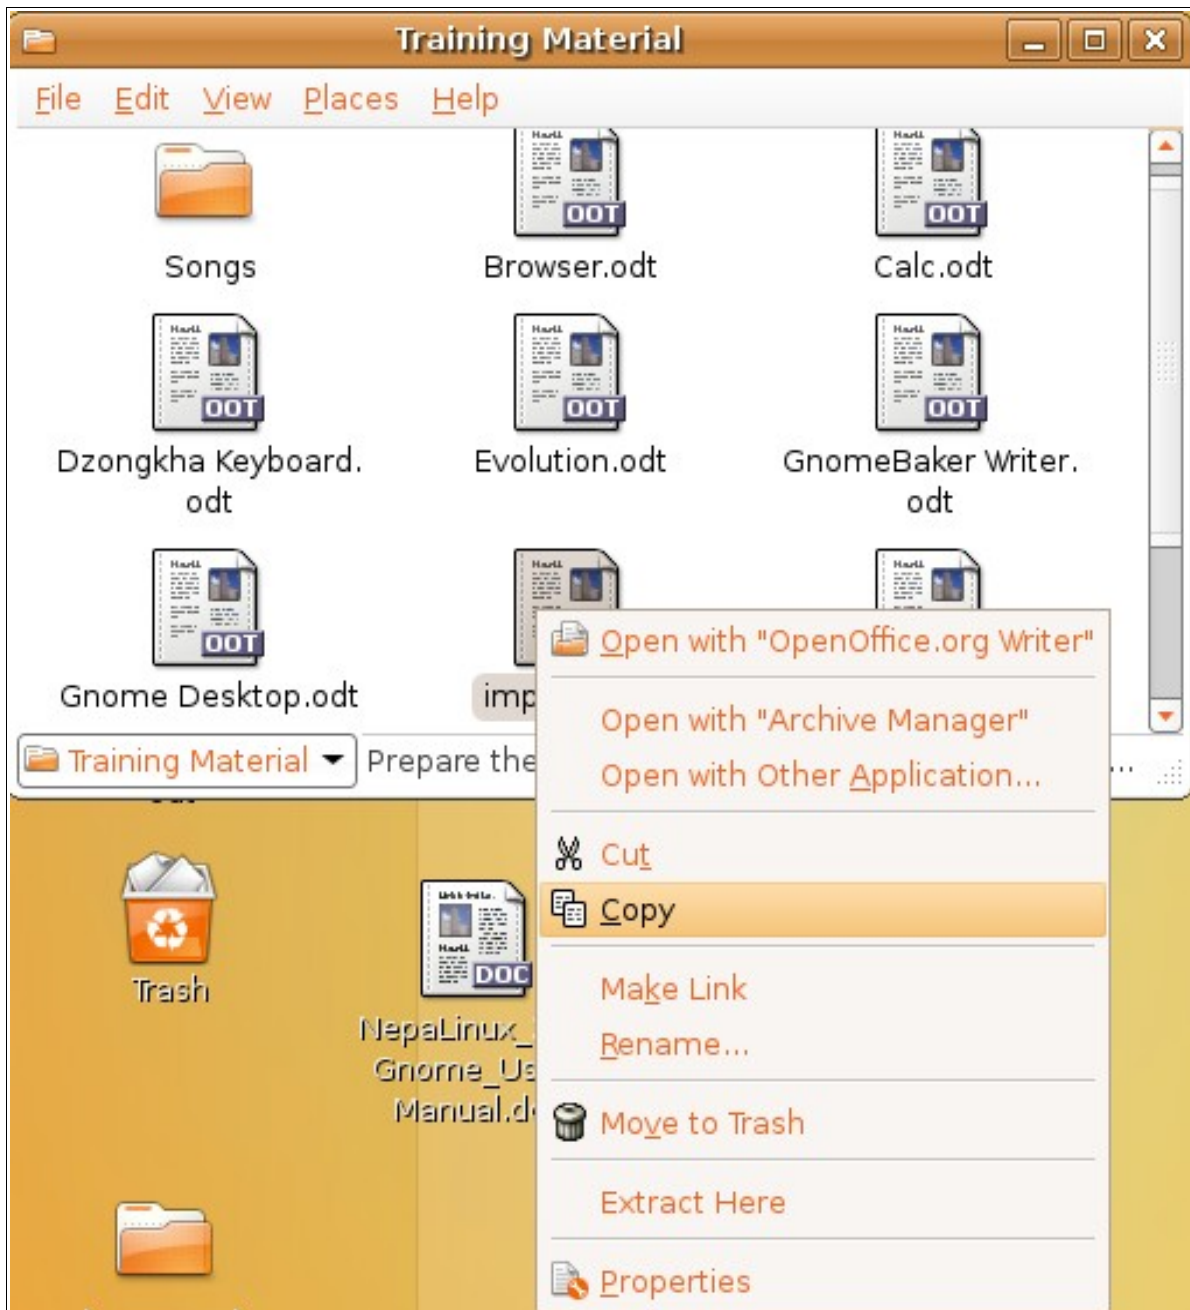 Training Material
File Edit View Places Help
OOT OOT
Songs Browser.odt Calc.odt
OOT OOT OOT
Dzongkha Keyboard. Evolution.odt GnomeBaker Writer.
odt odt
OOT
Gnome Desktop.odt imp
Open with "OpenOffice.org Writer"
Open with "Archive Manager"
Training Material Prepare the ...
Open with Other Application...
Cut
Copy
DOC
Trash
Make Link
NepaLinux_
Rename...
Gnome_Us
Manual.d
Move to Trash
Extract Here
Properties